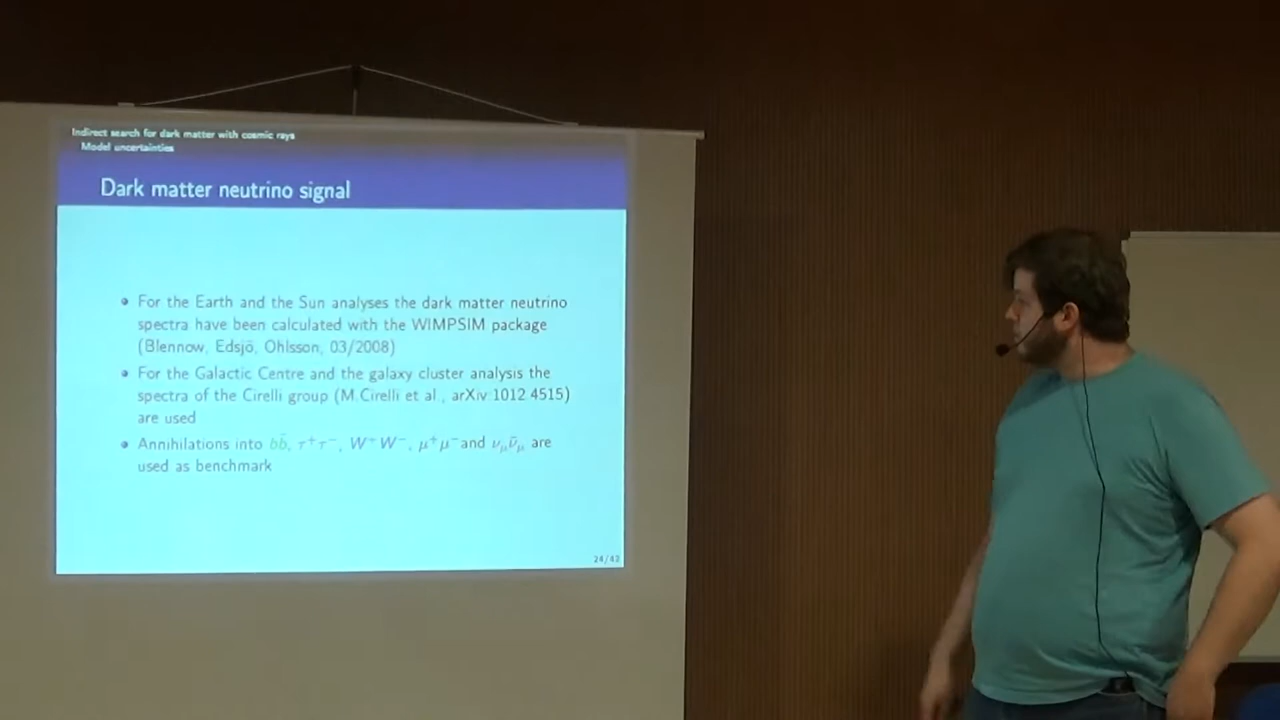 Indirect search for dark matter with cosmic rays
Model uncertainties
Dark matter neutrino signal
• For the Earth and the Sun analyses the dark matter neutrino
spectra have been calculated with the WIMPSIM package
(Blennow, Edsjö, Ohlsson, 03/2008)
• For the Galactic Centre and the galaxy cluster analysis the
spectra of the Cirelli group (M.Cirelli et al., arXiv:1012.4515)
are used
• Annihilations into bb̄, τ⁺τ⁻, W⁺W⁻, μ⁺μ⁻and νμν̄μ are
used as benchmark
24/42